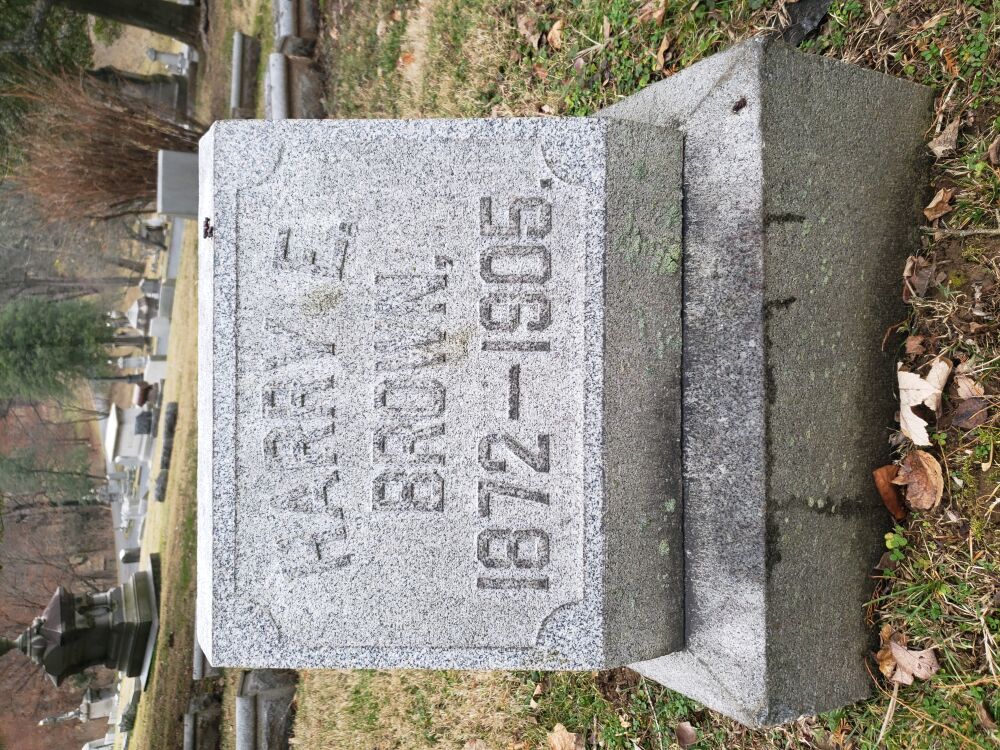 HARRY E.
BROWN,
1872—1905.